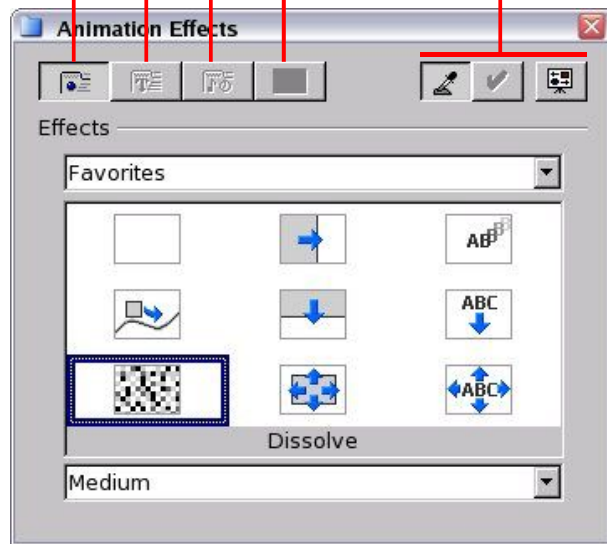 Animation Effects
Effects
Favorites
AB
ABC
ABC
Dissolve
Medium